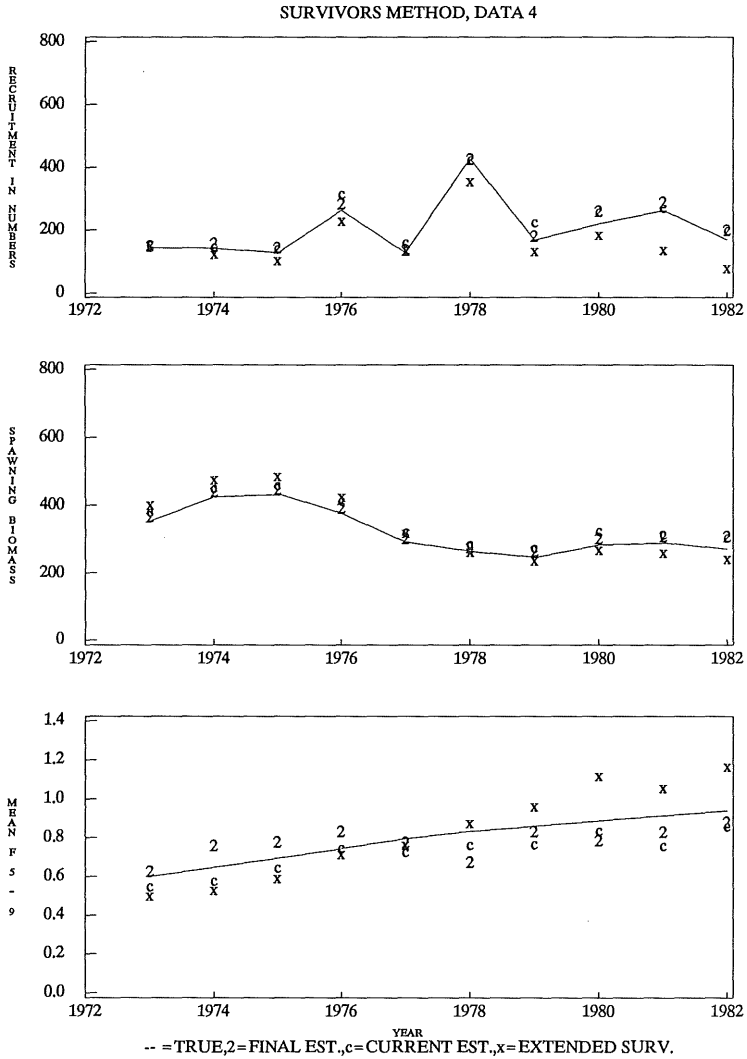 SURVIVORS METHOD, DATA 4
RECRUITMENT IN NUMBERS
800
600
400
200
0
1972 1974 1976 1978 1980 1982
SPAWNING BIOMASS
800
600
400
200
0
1972 1974 1976 1978 1980 1982
MEAN F 5 - 9
1.4
1.2
1.0
0.8
0.6
0.4
0.2
0.0
1972 1974 1976 1978 1980 1982
YEAR
-- =TRUE,2=FINAL EST.,c=CURRENT EST.,x=EXTENDED SURV.